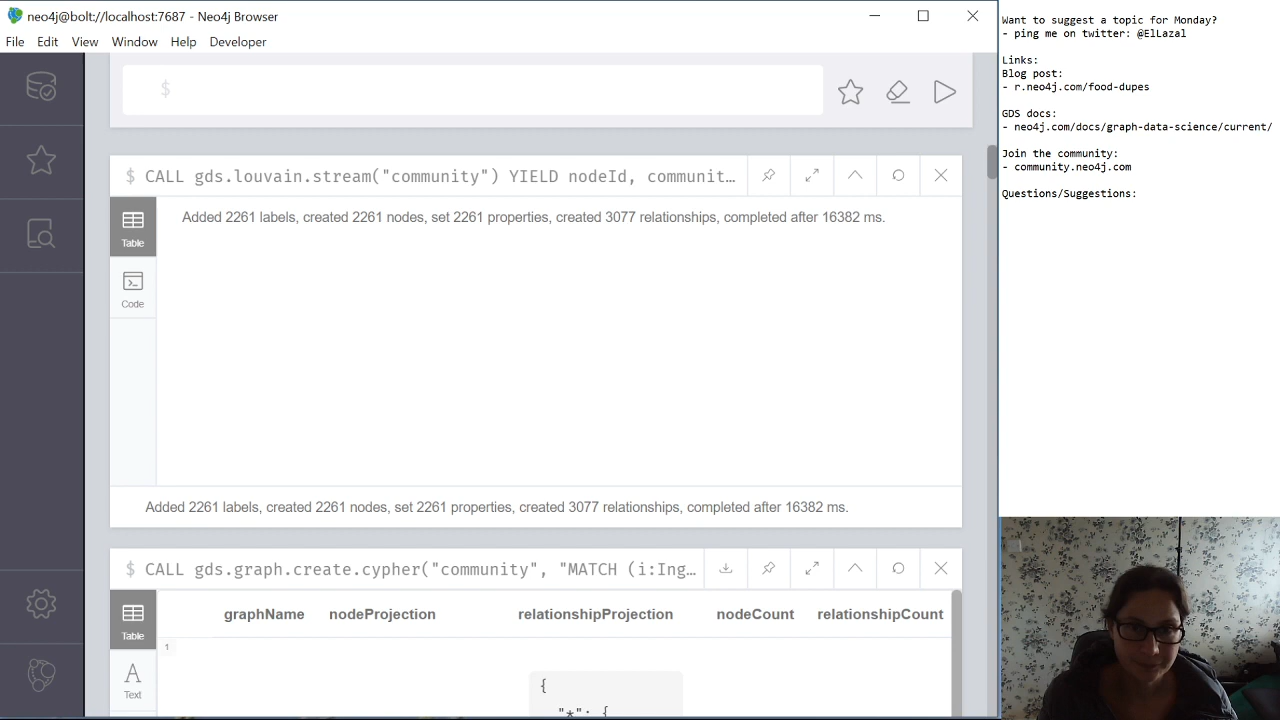 neo4j@bolt://localhost:7687 - Neo4j Browser
File Edit View Window Help Developer
$
$ CALL gds.louvain.stream("community") YIELD nodeId, communit…
Table
Added 2261 labels, created 2261 nodes, set 2261 properties, created 3077 relationships, completed after 16382 ms.
Code
Added 2261 labels, created 2261 nodes, set 2261 properties, created 3077 relationships, completed after 16382 ms.
$ CALL gds.graph.create.cypher("community", "MATCH (i:Ing…
Table
graphName nodeProjection relationshipProjection nodeCount relationshipCount
1
A
Text
{
"*": {
Want to suggest a topic for Monday?
- ping me on twitter: @ElLazal
Links:
Blog post:
- r.neo4j.com/food-dupes
GDS docs:
- neo4j.com/docs/graph-data-science/current/
Join the community:
- community.neo4j.com
Questions/Suggestions: